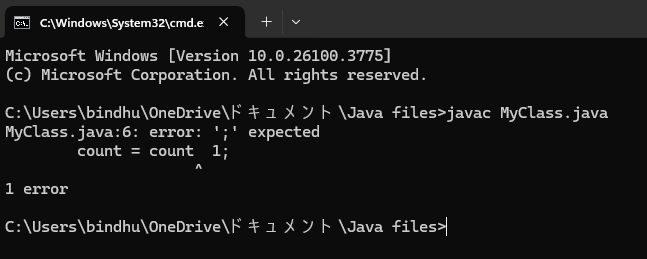 C:\Windows\System32\cmd.e
Microsoft Windows [Version 10.0.26100.3775]
(c) Microsoft Corporation. All rights reserved.
C:\Users\bindhu\OneDrive\ドキュメント\Java files>javac MyClass.java
MyClass.java:6: error: ';' expected
        count = count  1;
                     ^
1 error
C:\Users\bindhu\OneDrive\ドキュメント\Java files>